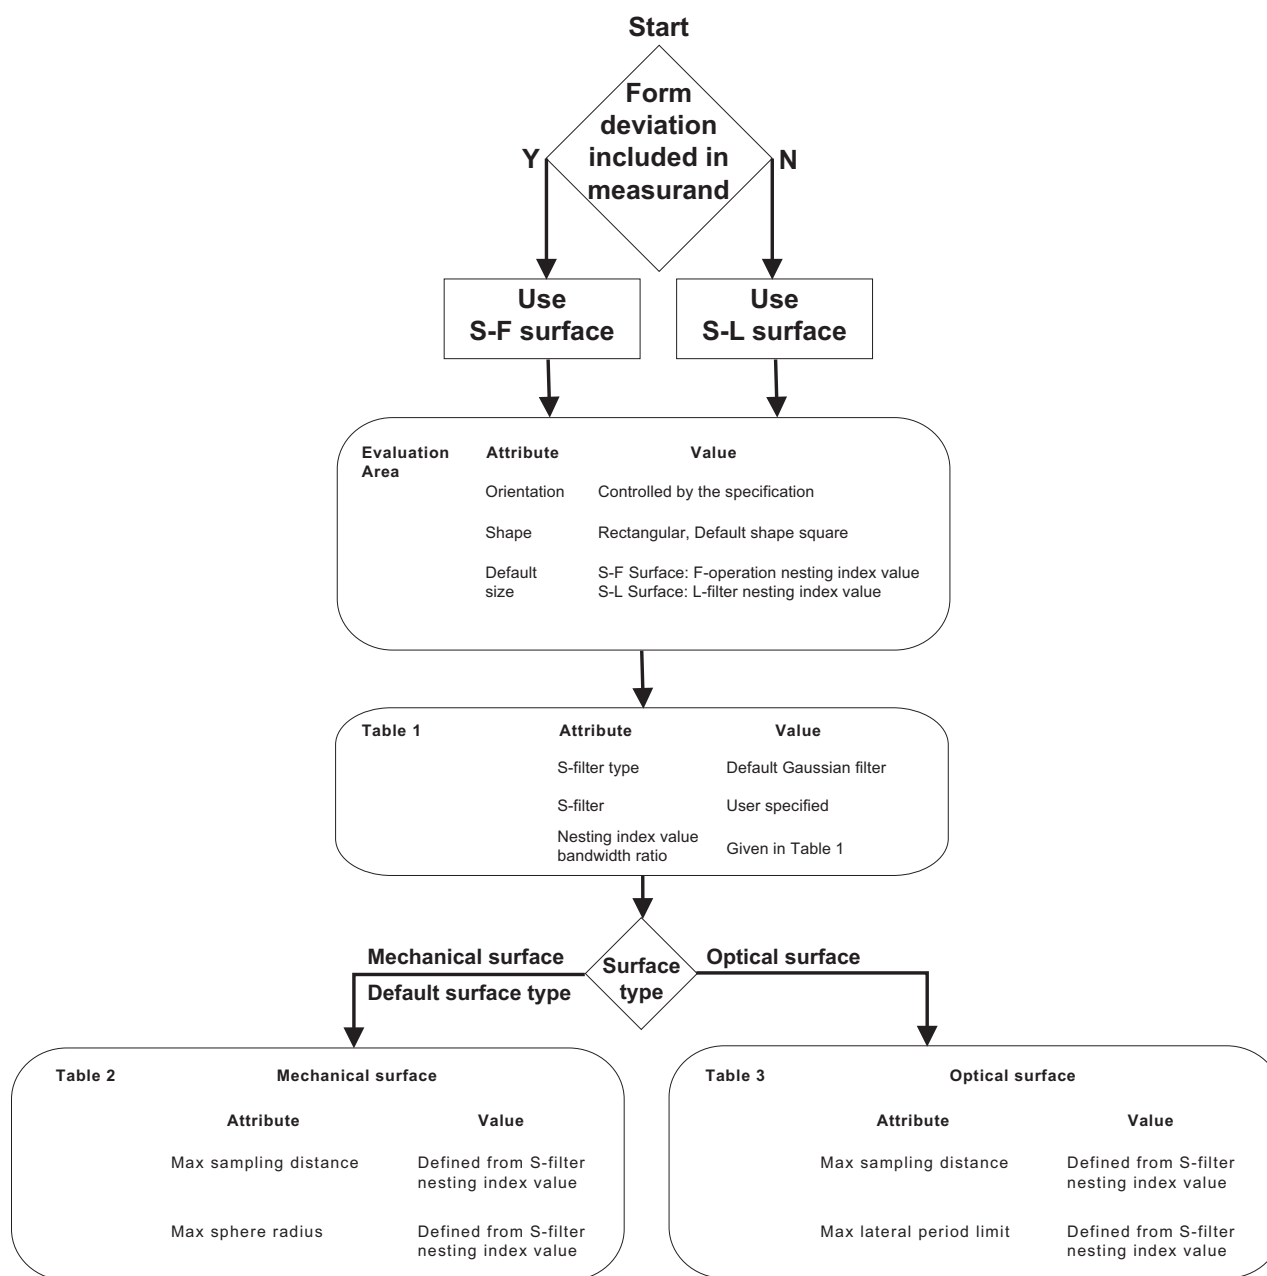 Start
Form
deviation
included in
measurand
Y
N
Use
S-F surface
Use
S-L surface
Evaluation
Area
Attribute
Value
Orientation
Controlled by the specification
Shape
Rectangular, Default shape square
Default
size
S-F Surface: F-operation nesting index value
S-L Surface: L-filter nesting index value
Table 1
Attribute
Value
S-filter type
Default Gaussian filter
S-filter
User specified
Nesting index value
bandwidth ratio
Given in Table 1
Mechanical surface
Default surface type
Surface
type
Optical surface
Table 2
Mechanical surface
Attribute
Value
Max sampling distance
Defined from S-filter
nesting index value
Max sphere radius
Defined from S-filter
nesting index value
Table 3
Optical surface
Attribute
Value
Max sampling distance
Defined from S-filter
nesting index value
Max lateral period limit
Defined from S-filter
nesting index value